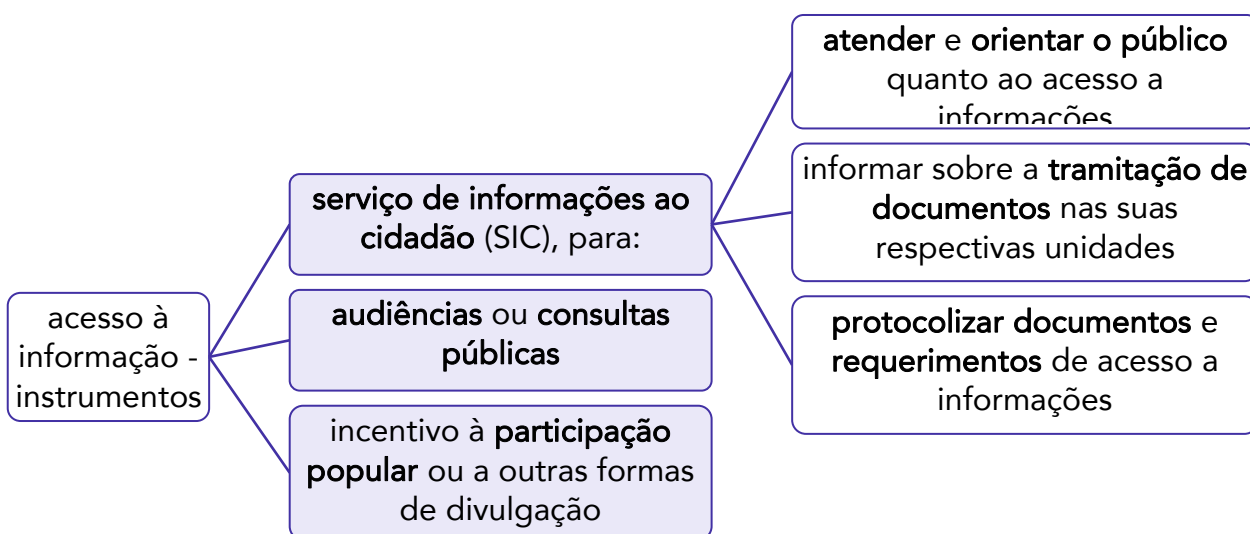 acesso à
informação -
instrumentos
serviço de informações ao
cidadão (SIC), para:
atender e orientar o público
quanto ao acesso a
informações
informar sobre a tramitação de
documentos nas suas
respectivas unidades
protocolizar documentos e
requerimentos de acesso a
informações
audiências ou consultas
públicas
incentivo à participação
popular ou a outras formas
de divulgação